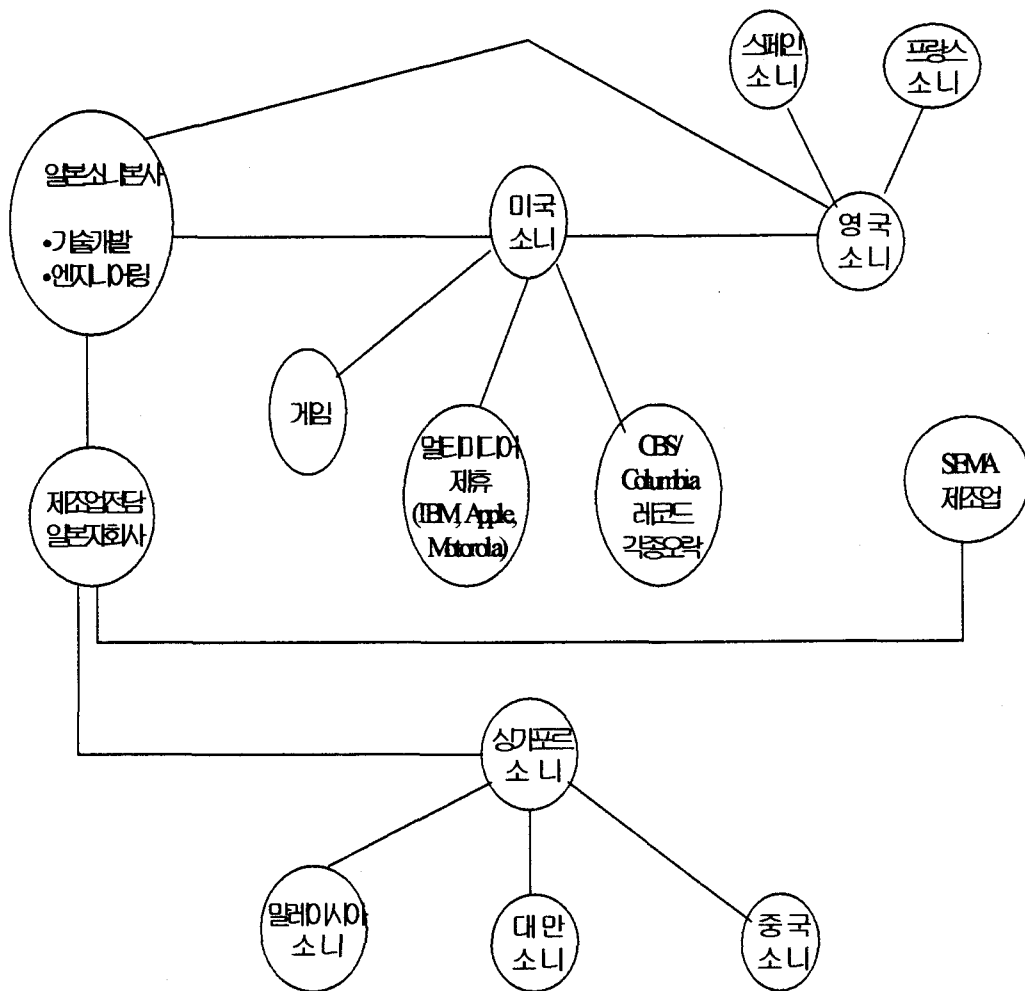 스페인
소 니
프랑스
소 니
일본소니본사
•기술개발
•엔지니어링
미 국
소 니
영 국
소 니
게임
멀티미디어
제휴
(IBM, Apple,
Motorola)
CBS/
Columbia
레코드
각종오락
SEMA
제조업
제조업전담
일본자회사
싱가포르
소 니
말레이시아
소 니
대 만
소 니
중 국
소 니